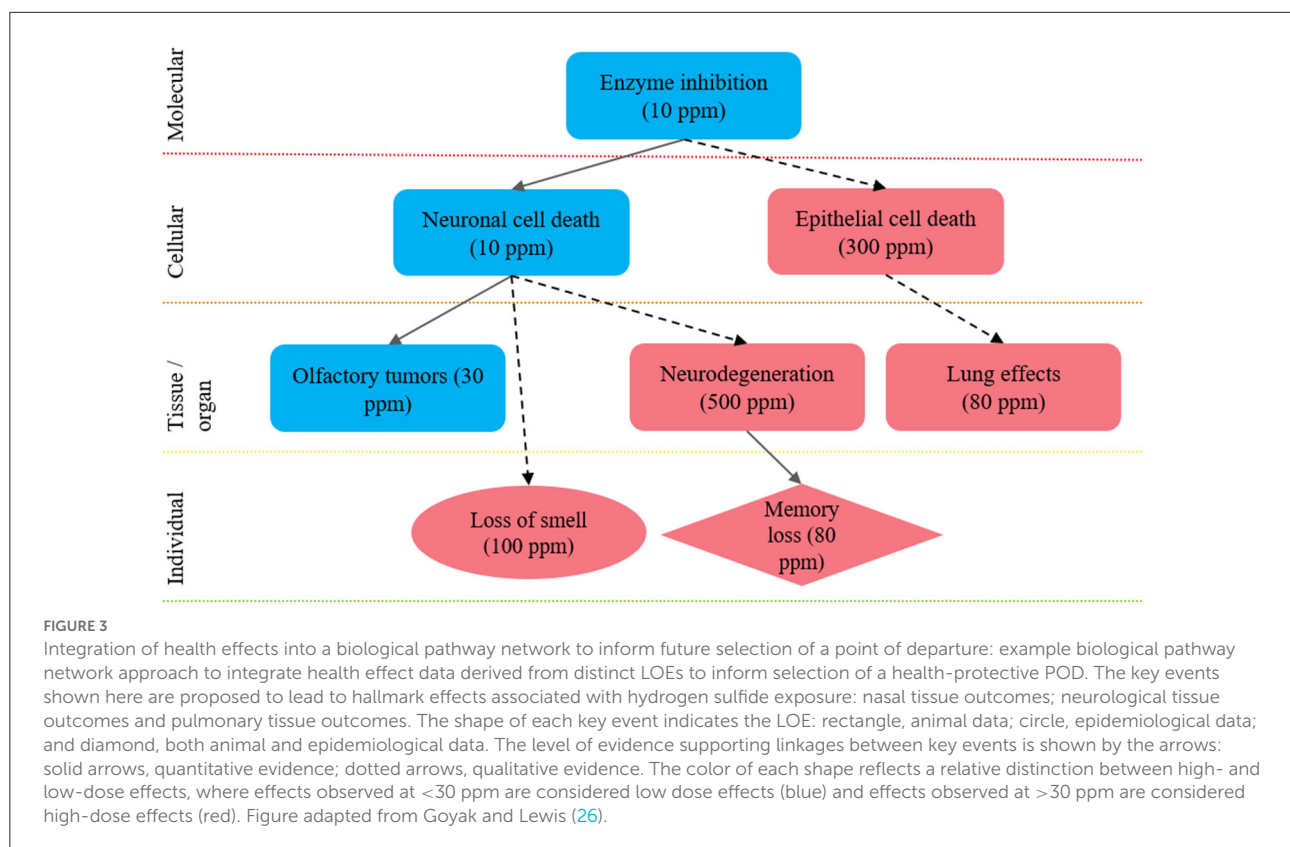 Molecular
Enzyme inhibition
(10 ppm)
Cellular
Neuronal cell death
(10 ppm)
Epithelial cell death
(300 ppm)
Tissue /
organ
Olfactory tumors (30
ppm)
Neurodegeneration
(500 ppm)
Lung effects
(80 ppm)
Individual
Loss of smell
(100 ppm)
Memory
loss (80
ppm)
FIGURE 3
Integration of health effects into a biological pathway network to inform future selection of a point of departure: example biological pathway
network approach to integrate health effect data derived from distinct LOEs to inform selection of a health-protective POD. The key events
shown here are proposed to lead to hallmark effects associated with hydrogen sulfide exposure: nasal tissue outcomes; neurological tissue
outcomes and pulmonary tissue outcomes. The shape of each key event indicates the LOE: rectangle, animal data; circle, epidemiological data;
and diamond, both animal and epidemiological data. The level of evidence supporting linkages between key events is shown by the arrows:
solid arrows, quantitative evidence; dotted arrows, qualitative evidence. The color of each shape reflects a relative distinction between high- and
low-dose effects, where effects observed at <30 ppm are considered low dose effects (blue) and effects observed at >30 ppm are considered
high-dose effects (red). Figure adapted from Goyak and Lewis (26).